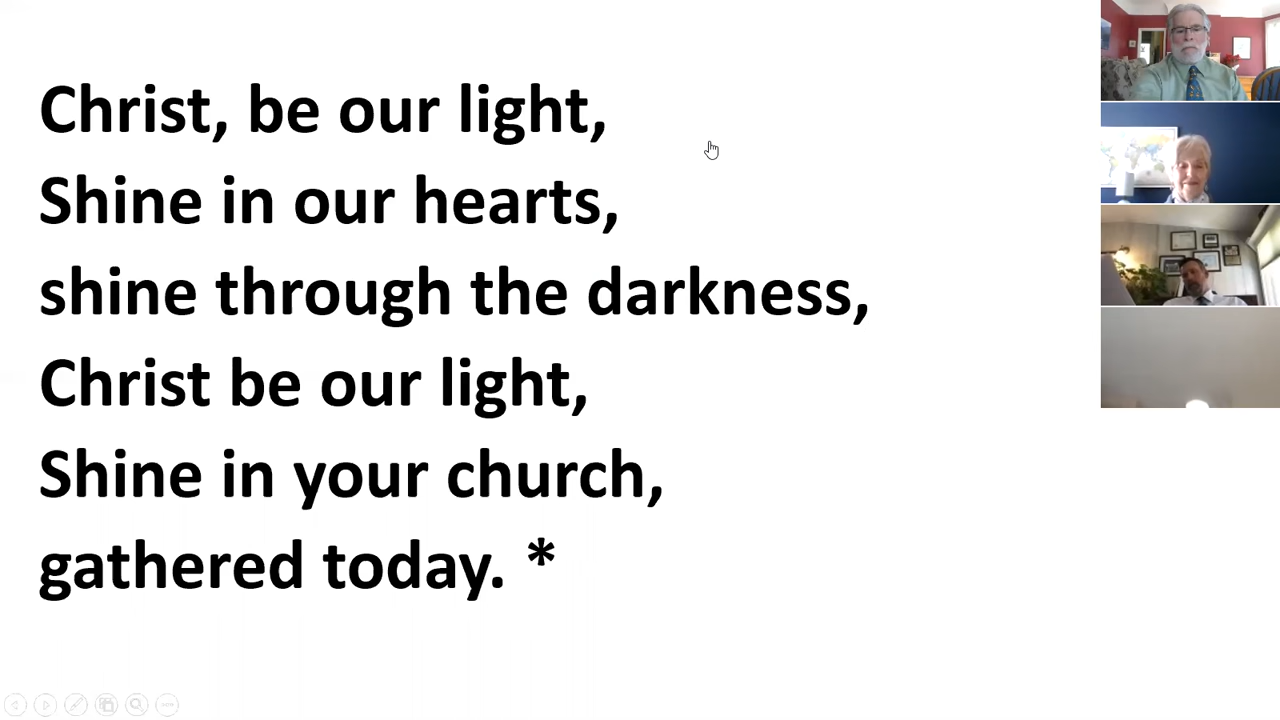 Christ, be our light,
Shine in our hearts,
shine through the darkness,
Christ be our light,
Shine in your church,
gathered today. *